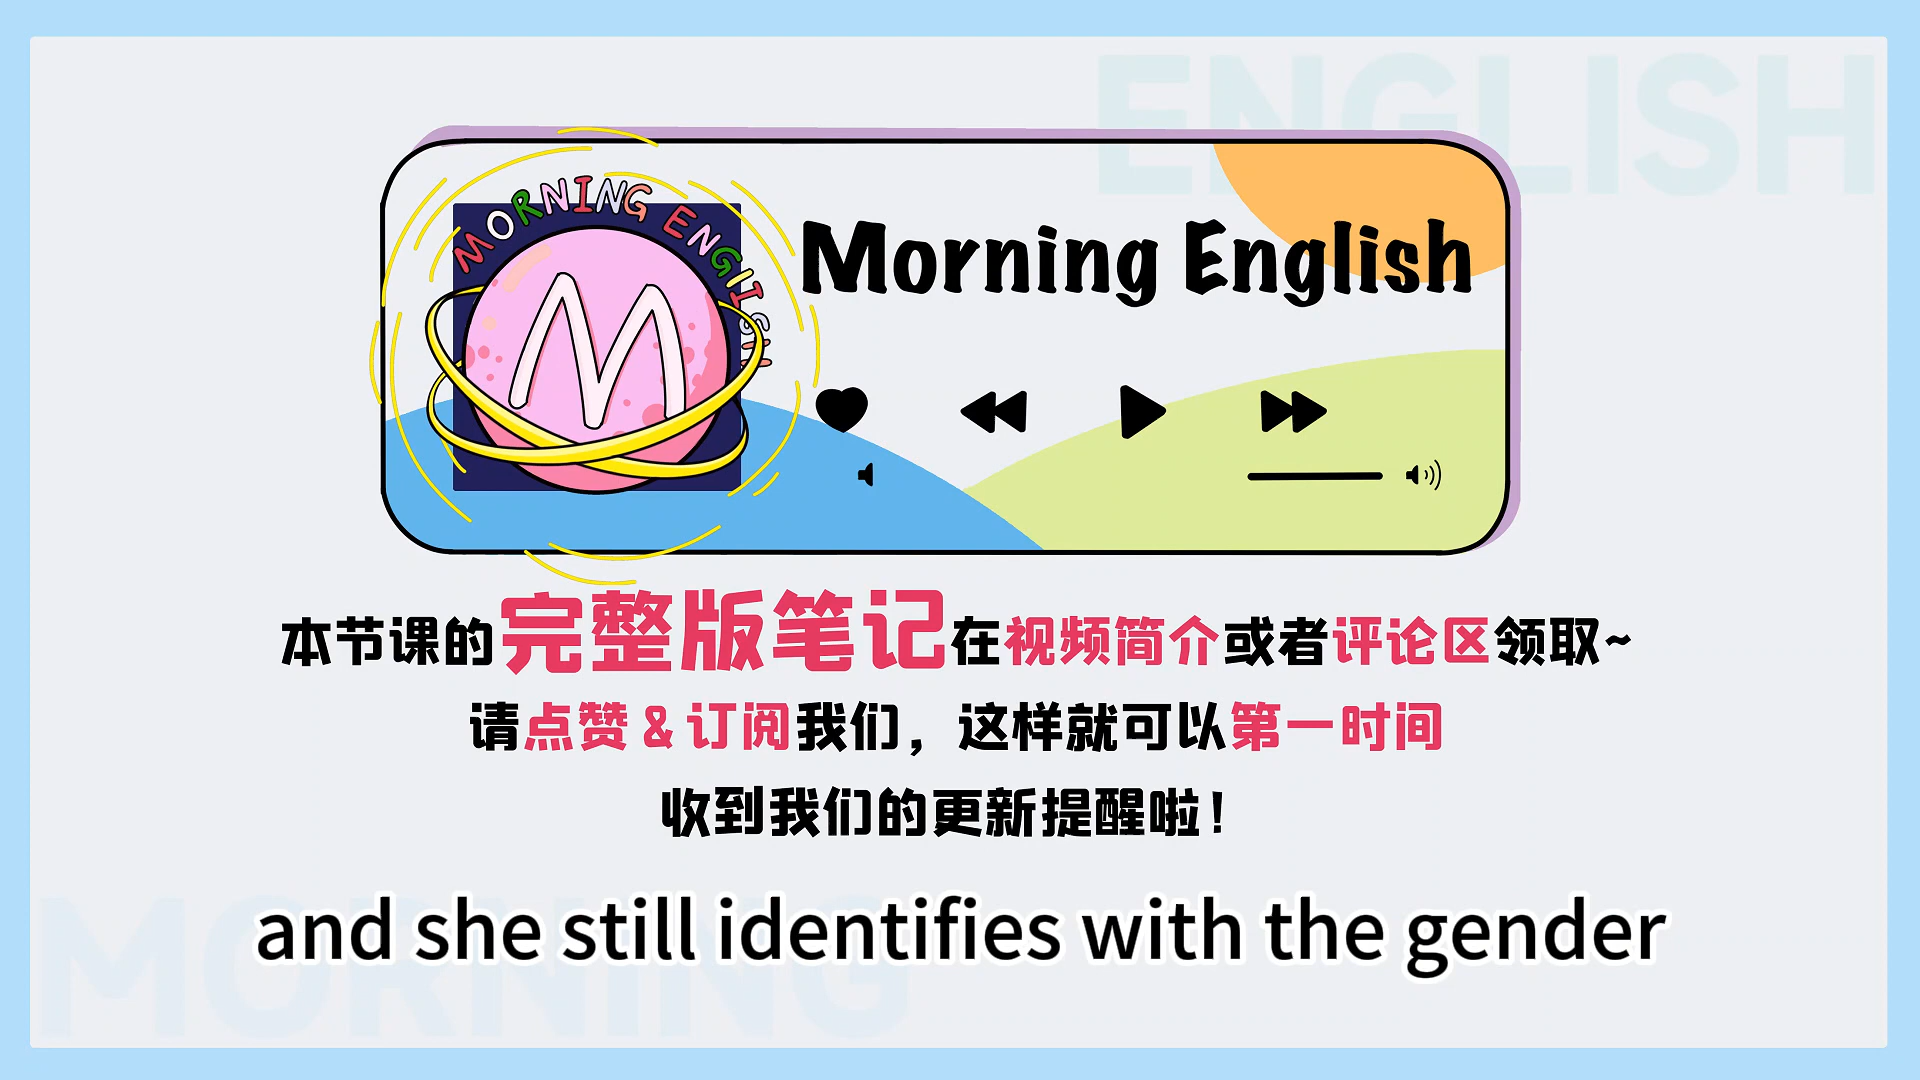 ENGLISH
MORNING ENGlISH
M
Morning English
本节课的完整版笔记在视频简介或者评论区领取~
请点赞&订阅我们，这样就可以第一时间
收到我们的更新提醒啦！
MORNING
and she still identifies with the gender